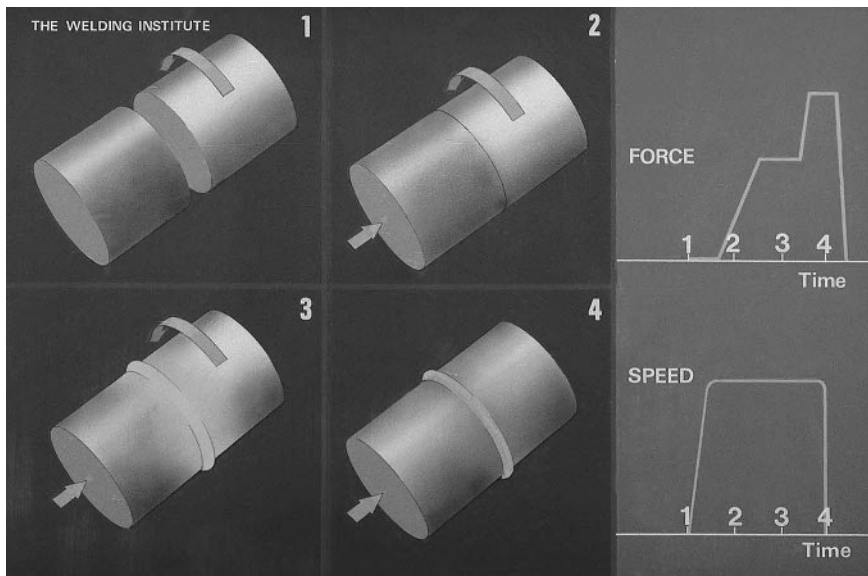 THE WELDING INSTITUTE
1
2
3
4
FORCE
1 2 3 4
Time
SPEED
1 2 3 4
Time